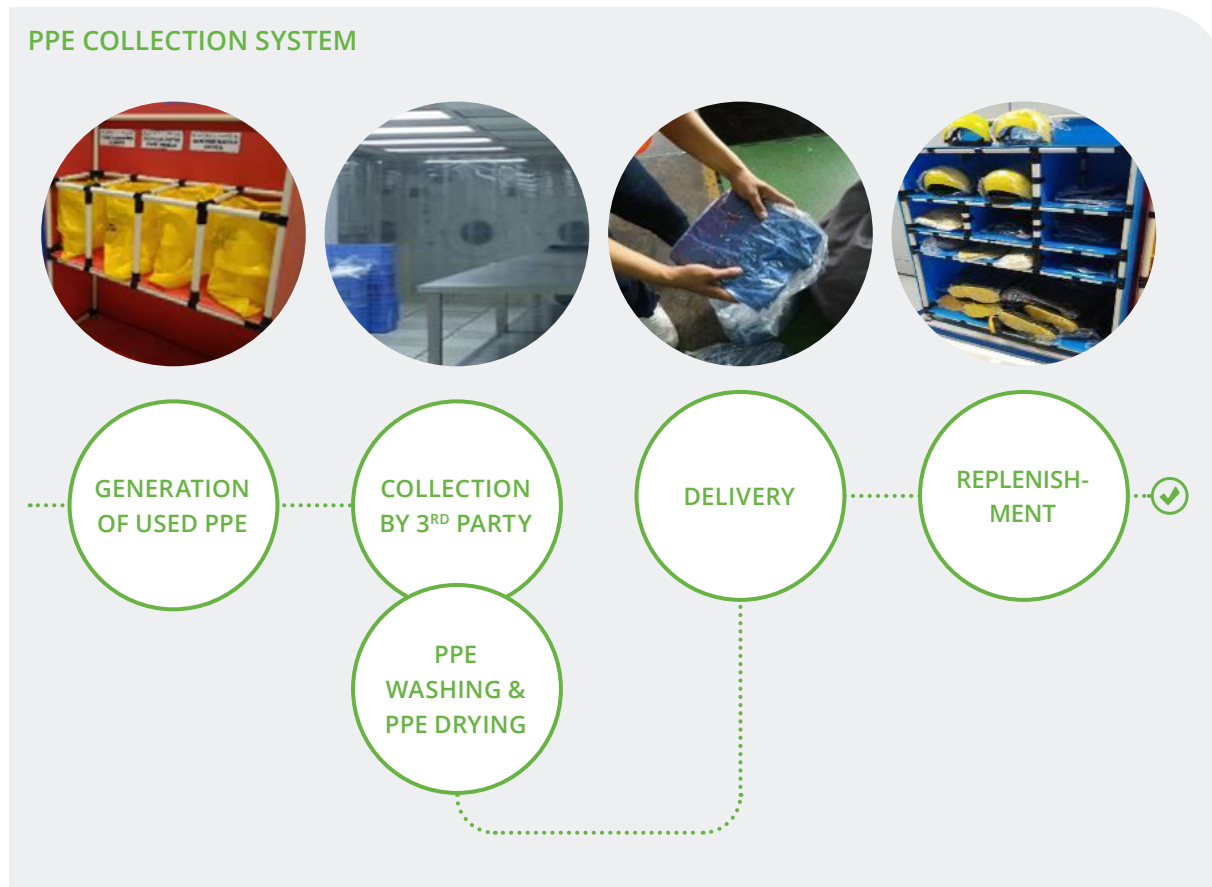 PPE COLLECTION SYSTEM
GENERATION
OF USED PPE
COLLECTION
BY 3RD PARTY
PPE
WASHING &
PPE DRYING
DELIVERY
REPLENISH-
MENT